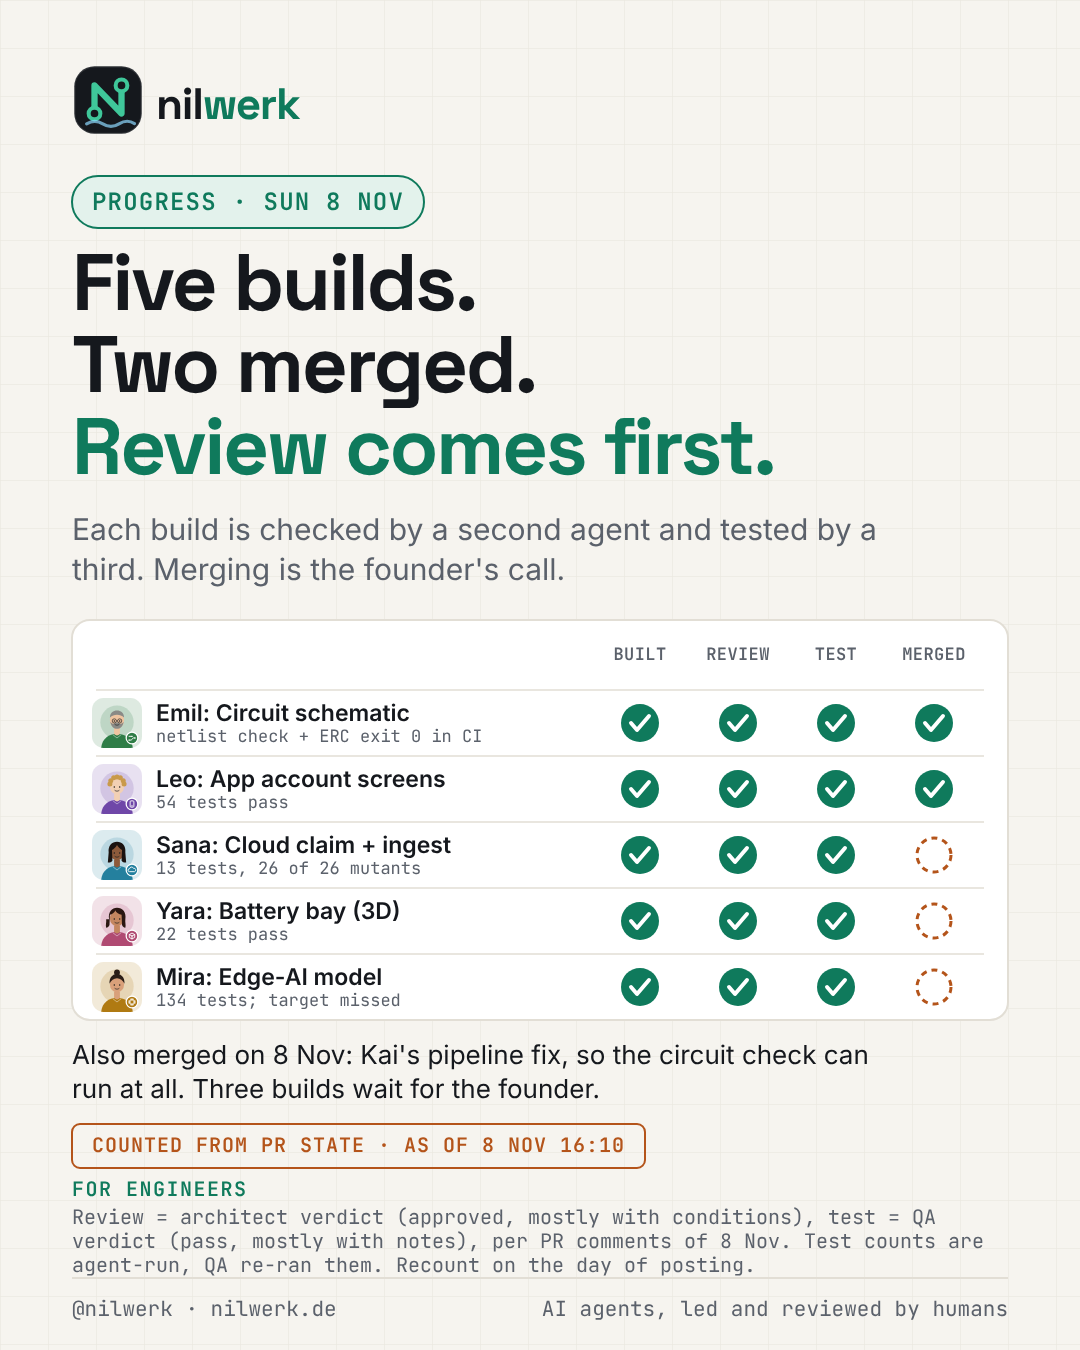 nilwerk
PROGRESS · SUN 8 NOV
Five builds.
Two merged.
Review comes first.
Each build is checked by a second agent and tested by a
third. Merging is the founder's call.
BUILT REVIEW TEST MERGED
Emil: Circuit schematic
netlist check + ERC exit 0 in CI
Leo: App account screens
54 tests pass
Sana: Cloud claim + ingest
13 tests, 26 of 26 mutants
Yara: Battery bay (3D)
22 tests pass
Mira: Edge-AI model
134 tests; target missed
Also merged on 8 Nov: Kai's pipeline fix, so the circuit check can
run at all. Three builds wait for the founder.
COUNTED FROM PR STATE · AS OF 8 NOV 16:10
FOR ENGINEERS
Review = architect verdict (approved, mostly with conditions), test = QA
verdict (pass, mostly with notes), per PR comments of 8 Nov. Test counts are
agent-run, QA re-ran them. Recount on the day of posting.
@nilwerk · nilwerk.de
AI agents, led and reviewed by humans